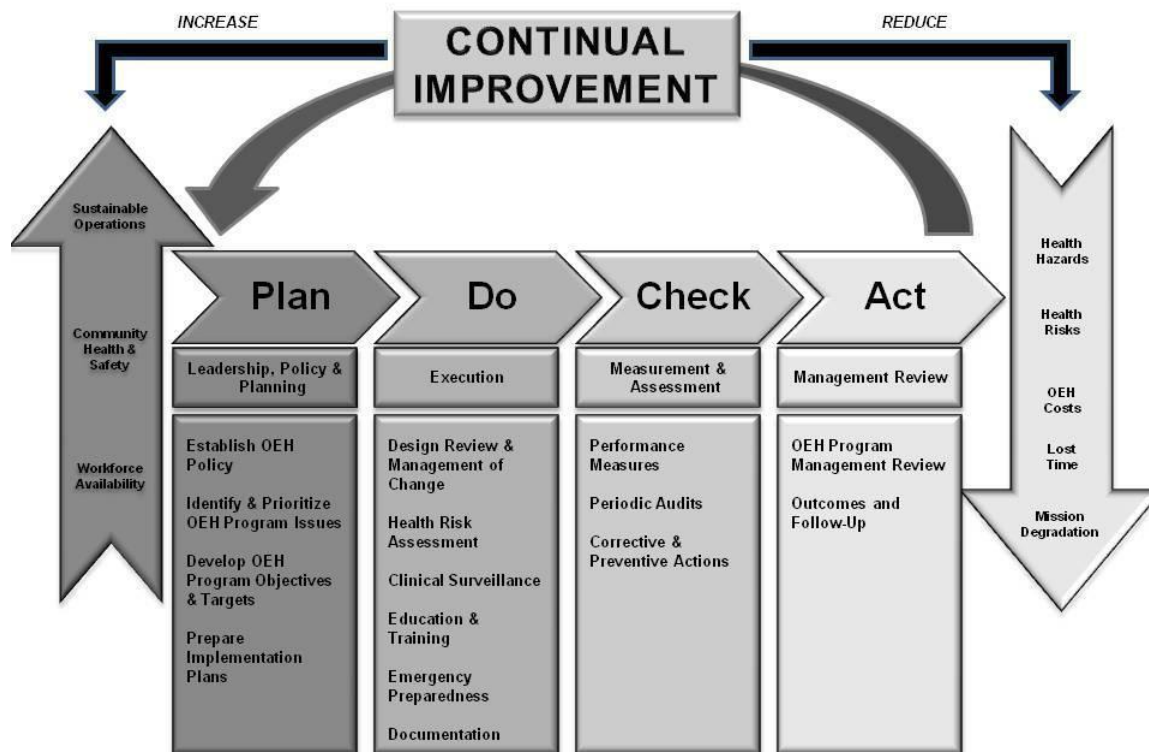 INCREASE
REDUCE
CONTINUAL
IMPROVEMENT
Sustainable
Operations
Community
Health &
Safety
Workforce
Availability
Plan
Leadership, Policy &
Planning
Establish OEH
Policy
Identify & Prioritize
OEH Program Issues
Develop OEH
Program Objectives
& Targets
Prepare
Implementation
Plans
Do
Execution
Design Review &
Management of
Change
Health Risk
Assessment
Clinical Surveillance
Education &
Training
Emergency
Preparedness
Documentation
Check
Measurement &
Assessment
Performance
Measures
Periodic Audits
Corrective &
Preventive Actions
Act
Management Review
OEH Program
Management Review
Outcomes and
Follow-Up
Health
Hazards
Health
Risks
OEH
Costs
Lost
Time
Mission
Degradation